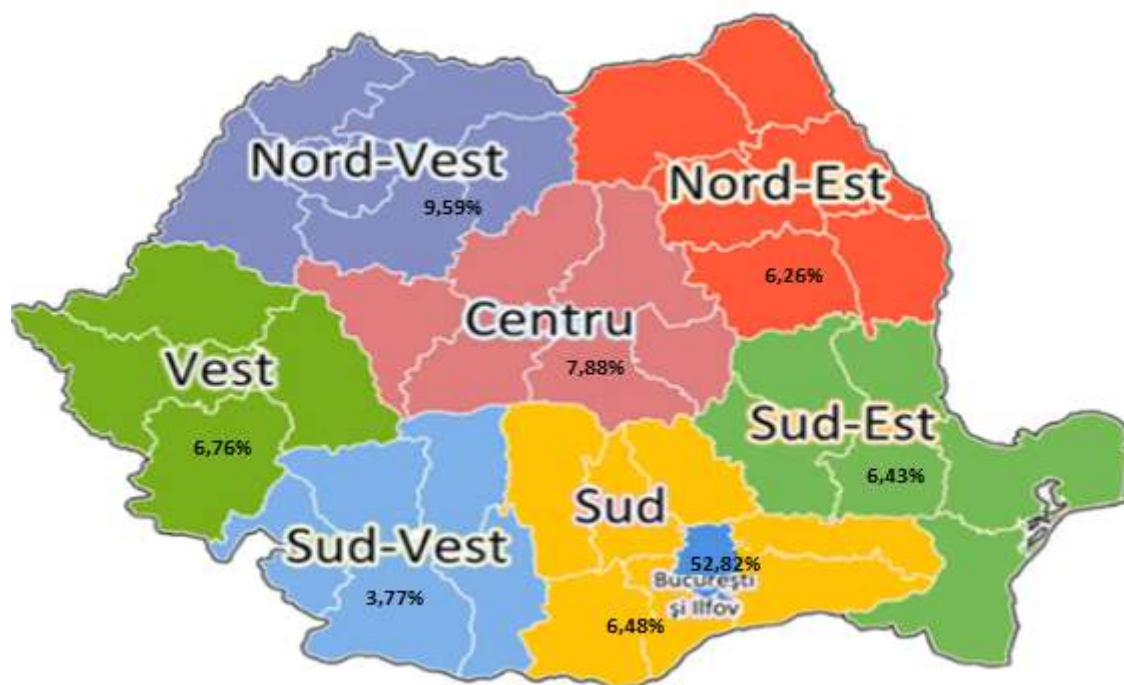 Nord-Vest
9,59%
Nord-Est
6,26%
Centru
7,88%
Vest
6,76%
Sud-Est
6,43%
Sud
6,48%
Sud-Vest
3,77%
52,82%
București
și Ilfov